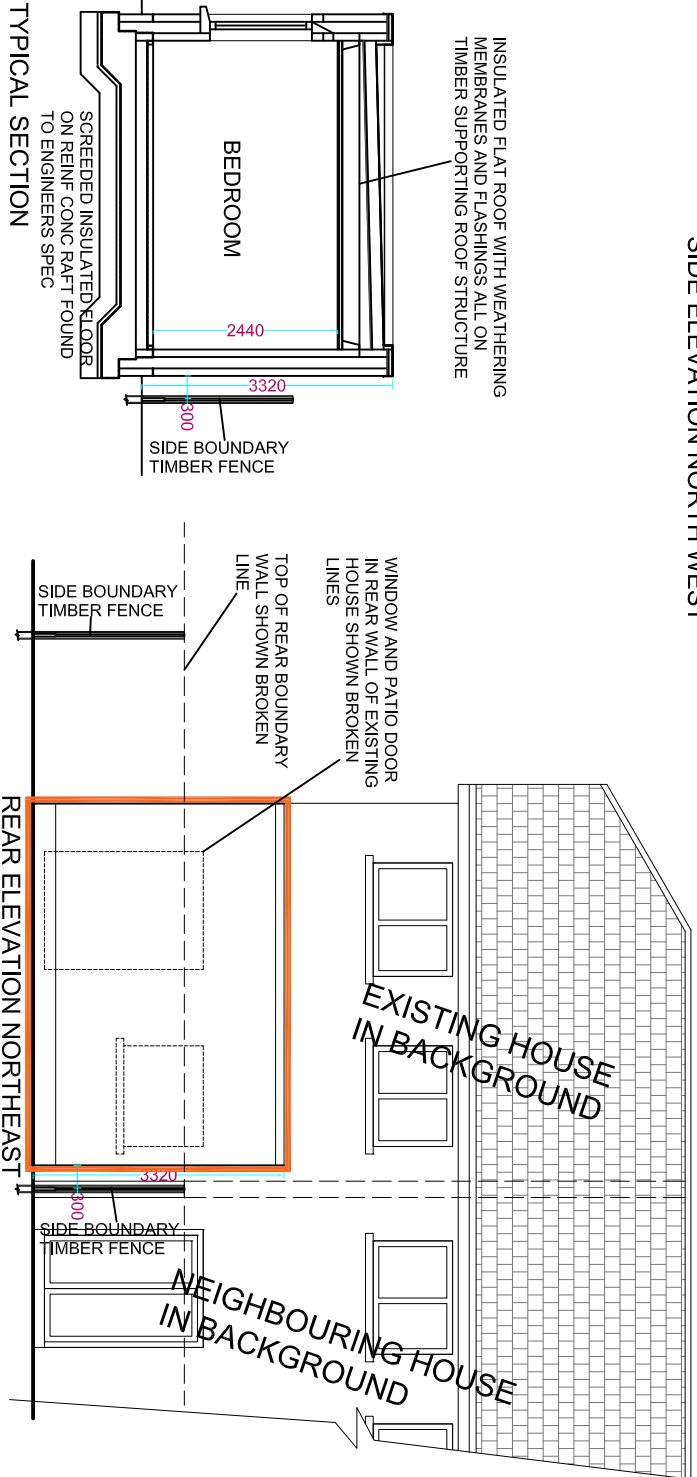 SIDE ELEVATION NORTH WEST
INSULATED FLAT ROOF WITH WEATHERING
MEMBRANES AND FLASHINGS ALL ON
TIMBER SUPPORTING ROOF STRUCTURE
BEDROOM
2440
3320
300
SIDE BOUNDARY
TIMBER FENCE
SCREEDED INSULATED FLOOR
ON REINF CONC RAFT FOUND
TO ENGINEERS SPEC
TYPICAL SECTION
WINDOW AND PATIO DOOR
IN REAR WALL OF EXISTING
HOUSE SHOWN BROKEN
LINES
TOP OF REAR BOUNDARY
WALL SHOWN BROKEN
LINE
SIDE BOUNDARY
TIMBER FENCE
EXISTING HOUSE
IN BACKGROUND
3320
300
SIDE BOUNDARY
TIMBER FENCE
NEIGHBOURING HOUSE
IN BACKGROUND
REAR ELEVATION NORTHEAST